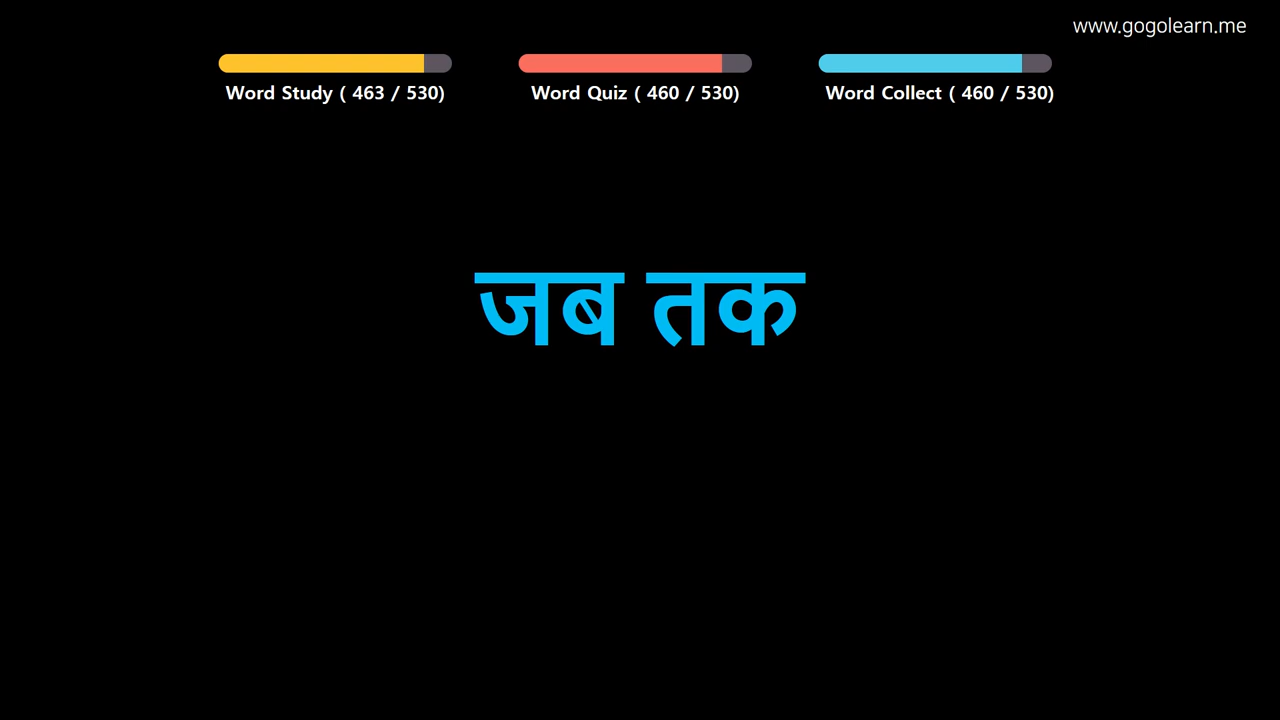 www.gogolearn.me
Word Study ( 463 / 530)
Word Quiz ( 460 / 530)
Word Collect ( 460 / 530)
जब तक